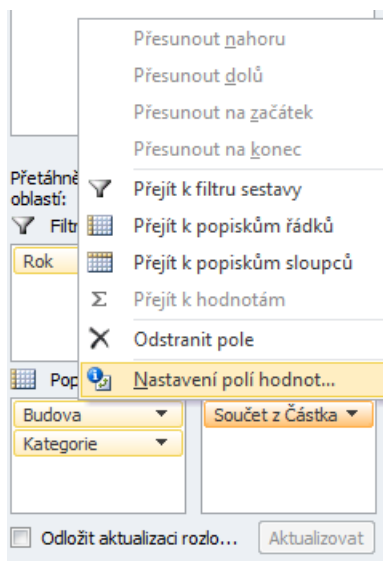 Přesunout nahoru
Přesunout dolů
Přesunout na začátek
Přesunout na konec
Přetáhně
oblastí:
Přejít k filtru sestavy
Filtr
Přejít k popiskům řádků
Rok
Přejít k popiskům sloupců
Σ Přejít k hodnotám
Odstranit pole
Pop
Nastavení polí hodnot...
Budova
Součet z Částka
Kategorie
Odložit aktualizaci rozlo...
Aktualizovat